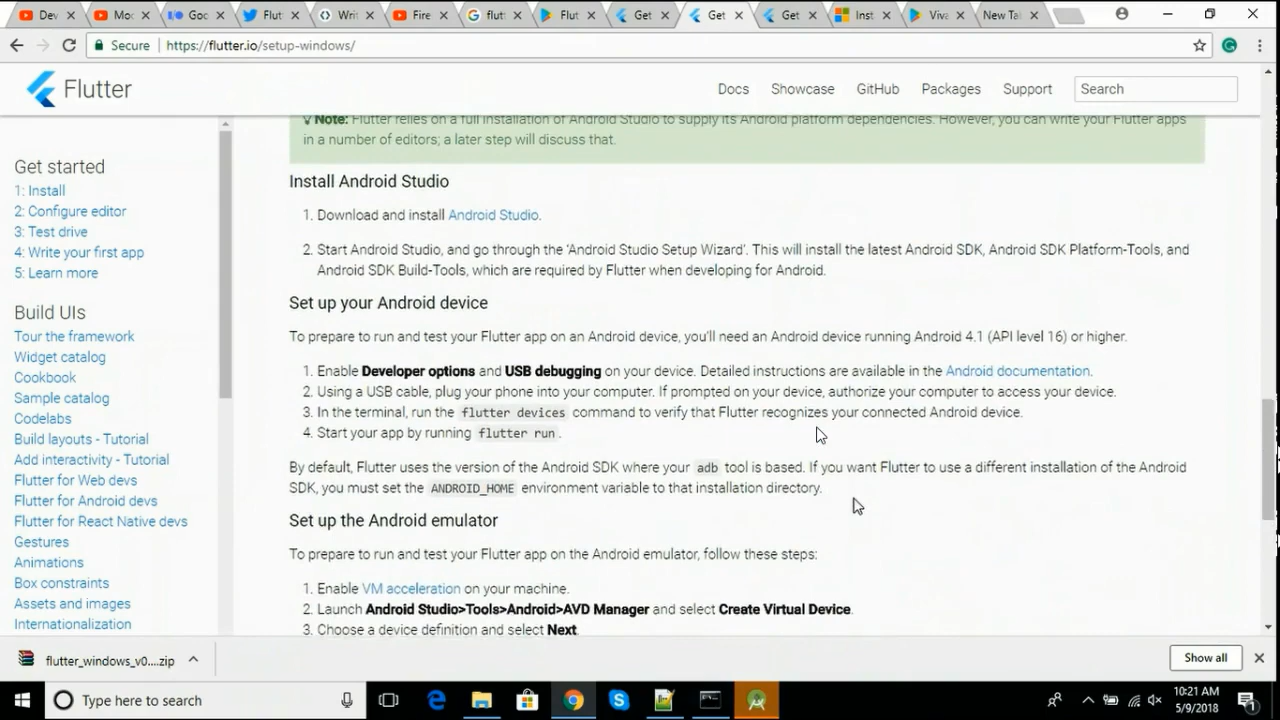 Dev
Mo
Goc
Flut
Writ
Fire
flutt
Flut
Get
Get
Get
Inst
Viva
New Ta
Secure
https://flutter.io/setup-windows/
Flutter
Docs
Showcase
GitHub
Packages
Support
Search
Get started
1: Install
2: Configure editor
3: Test drive
4: Write your first app
5: Learn more
Build UIs
Tour the framework
Widget catalog
Cookbook
Sample catalog
Codelabs
Build layouts - Tutorial
Add interactivity - Tutorial
Flutter for Web devs
Flutter for Android devs
Flutter for React Native devs
Gestures
Animations
Box constraints
Assets and images
Internationalization
Note: Flutter relies on a full installation of Android Studio to supply its Android platform dependencies. However, you can write your Flutter apps
in a number of editors; a later step will discuss that.
Install Android Studio
1. Download and install Android Studio.
2. Start Android Studio, and go through the 'Android Studio Setup Wizard'. This will install the latest Android SDK, Android SDK Platform-Tools, and
Android SDK Build-Tools, which are required by Flutter when developing for Android.
Set up your Android device
To prepare to run and test your Flutter app on an Android device, you'll need an Android device running Android 4.1 (API level 16) or higher.
1. Enable Developer options and USB debugging on your device. Detailed instructions are available in the Android documentation.
2. Using a USB cable, plug your phone into your computer. If prompted on your device, authorize your computer to access your device.
3. In the terminal, run the flutter devices command to verify that Flutter recognizes your connected Android device.
4. Start your app by running flutter run.
By default, Flutter uses the version of the Android SDK where your adb tool is based. If you want Flutter to use a different installation of the Android
SDK, you must set the ANDROID_HOME environment variable to that installation directory.
Set up the Android emulator
To prepare to run and test your Flutter app on the Android emulator, follow these steps:
1. Enable VM acceleration on your machine.
2. Launch Android Studio>Tools>Android>AVD Manager and select Create Virtual Device.
3. Choose a device definition and select Next.
flutter_windows_v0....zip
Show all
Type here to search
10:21 AM
5/9/2018
1